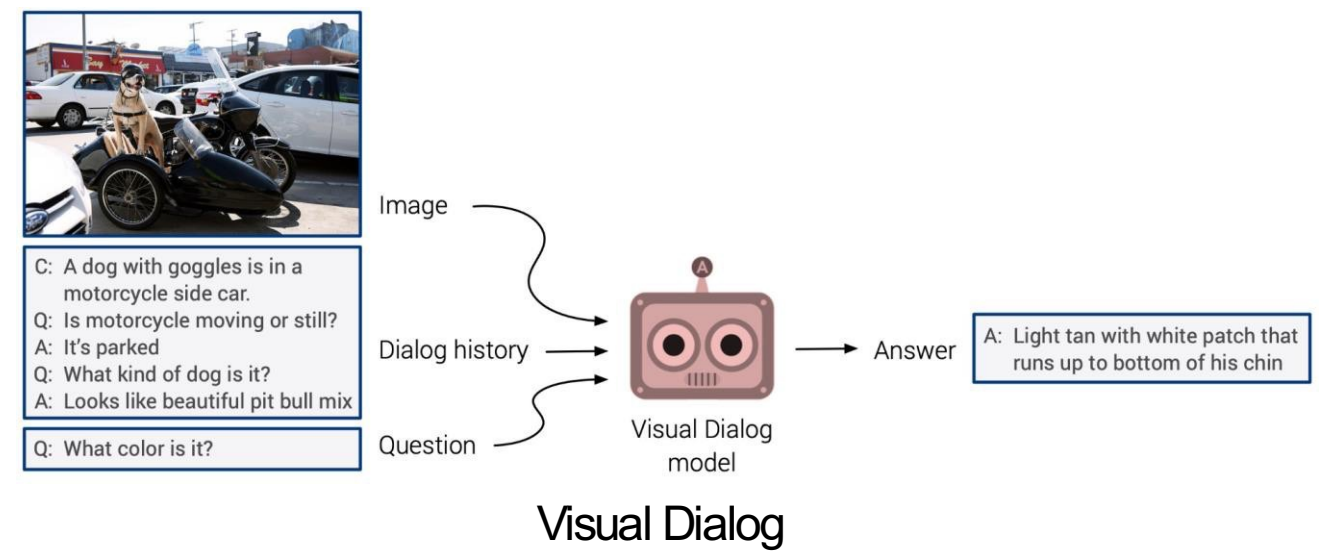 Image
C: A dog with goggles is in a
motorcycle side car.
Q: Is motorcycle moving or still?
A: It's parked
Q: What kind of dog is it?
A: Looks like beautiful pit bull mix
Dialog history
Q: What color is it?
Question
A
Visual Dialog
model
Answer
A: Light tan with white patch that
runs up to bottom of his chin
Visual Dialog